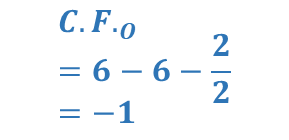 C.F.O
= 6 − 6 − 2/2
= −1